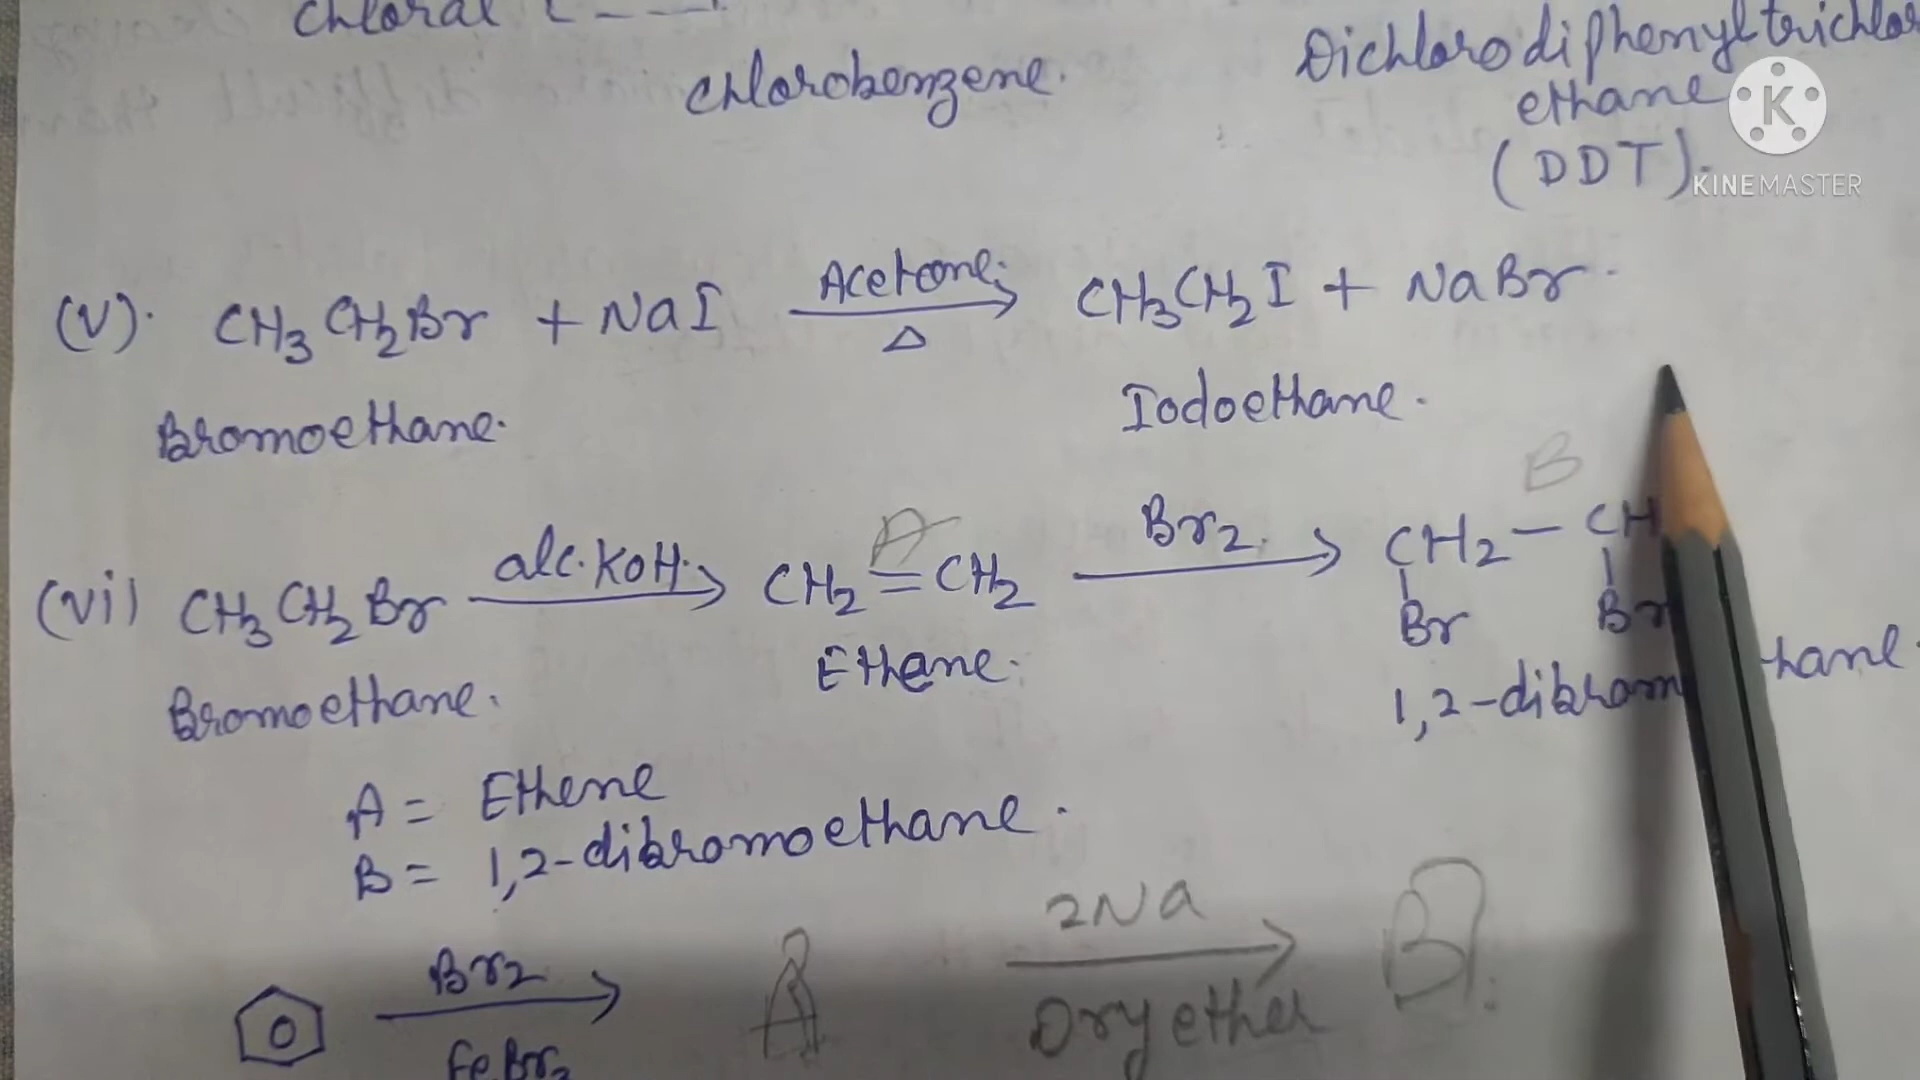 Chloral
Chlorobenzene.
Dichlorodiphenyltrichlor
ethane
(DDT).
KINEMASTER
(V). CH3CH2Br + NaI Acetone. Δ → CH3CH2I + NaBr.
Bromoethane.
Iodoethane.
A
B
(vi) CH3CH2Br alc.KOH. → CH2=CH2 Br2. → CH2-CH
Br
Br
Ethene.
Bromoethane.
1,2-dibrom
hane.
A = Ethene
B = 1,2-dibromoethane.
Br2 → A 2Na → B
FeBr3
Dry ether